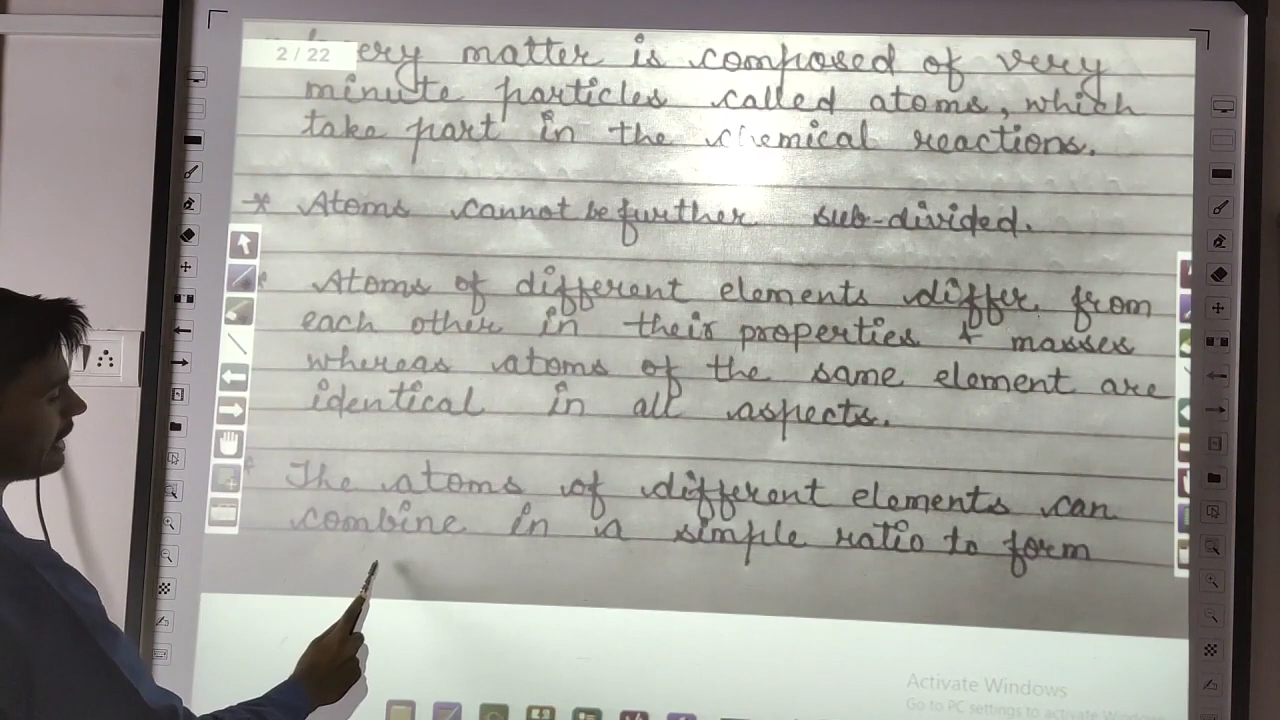 2 / 22
ery matter is composed of very
minute particles called atoms, which
take part in the chemical reactions.
* Atoms cannot be further sub-divided.
* Atoms of different elements differ from
each other in their properties & masses
whereas atoms of the same element are
identical in all aspects.
* The atoms of different elements can
combine in a simple ratio to form
Activate Windows
Go to PC settings to activate Windows